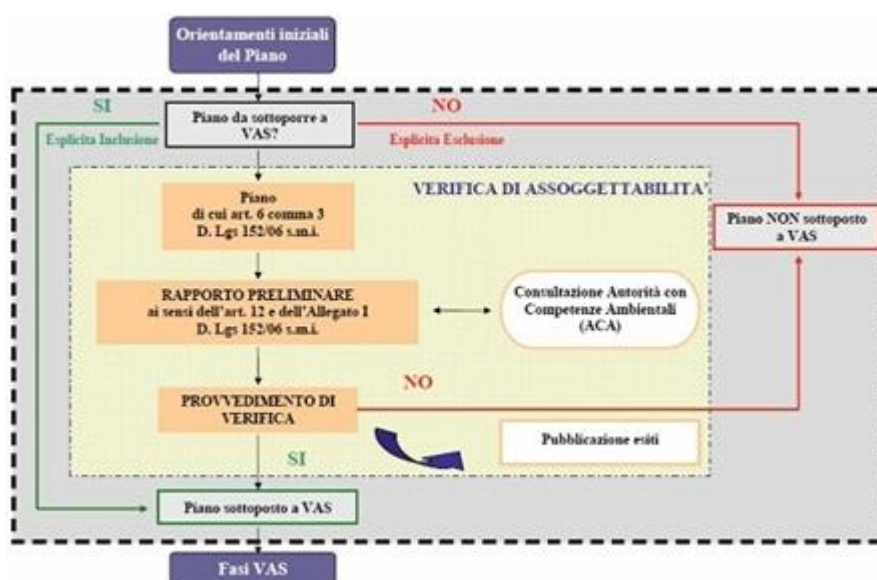 Orientamenti iniziali
del Piano
SI
NO
Piano da sottoporre a
VAS?
Esplicita Inclusione
Esplicita Esclusione
VERIFICA DI ASSOGGETTABILITA'
Piano
di cui art. 6 comma 3
D. Lgs 152/06 s.m.i.
Piano NON sottoposto
a VAS
RAPPORTO PRELIMINARE
ai sensi dell'art. 12 e dell'Allegato I
D. Lgs 152/06 s.m.i.
Consultazione Autorità con
Competenze Ambientali
(ACA)
NO
PROVVEDIMENTO DI
VERIFICA
Pubblicazione esiti
SI
Piano sottoposto a VAS
Fasi VAS